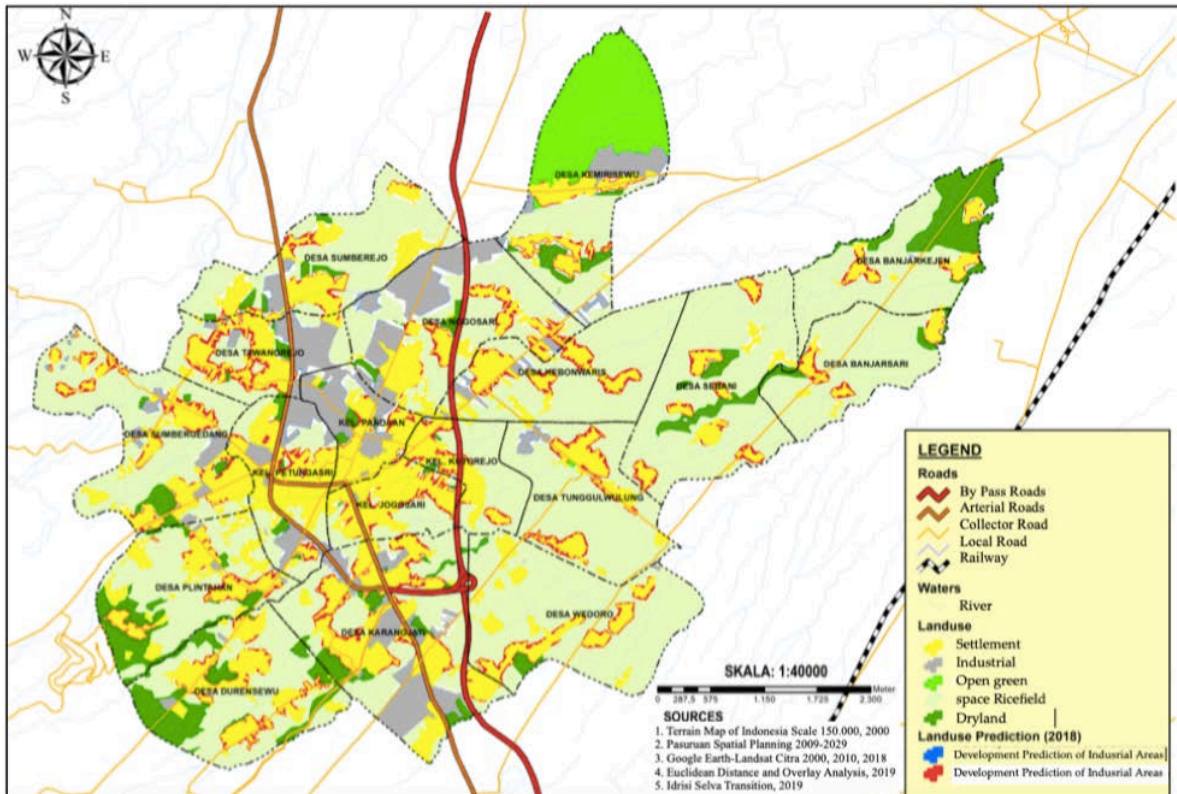 N
W E
S
DESA KEMIRISEWU
DESA SUMBEREJO
DESA BANJARKEJEN
DESA NOGOSARI
DESA TAWANGREJO
DESA KEBONWARIS
DESA BANJARSARI
DESA SEBANI
KEL. PANDAAN
DESA SUMBERGEDANG
KEL. KUTOREJO
KEL. PETUNGASRI
DESA TUNGGULWULUNG
KEL. JOGOSARI
DESA PLINTAHAN
DESA WEDORO
DESA KARANGJATI
DESA DURENSEWU
SKALA: 1:40000
Meter
0 287,5 575 1.150 1.725 2.300
SOURCES
1. Terrain Map of Indonesia Scale 150.000, 2000
2. Pasuruan Spatial Planning 2009-2029
3. Google Earth-Landsat Citra 2000, 2010, 2018
4. Euclidean Distance and Overlay Analysis, 2019
5. Idrisi Selva Transition, 2019
LEGEND
Roads
By Pass Roads
Arterial Roads
Collector Road
Local Road
Railway
Waters
River
Landuse
Settlement
Industrial
Open green
space Ricefield
Dryland
Landuse Prediction (2018)
Development Prediction of Indusrial Areas
Development Prediction of Indusrial Areas